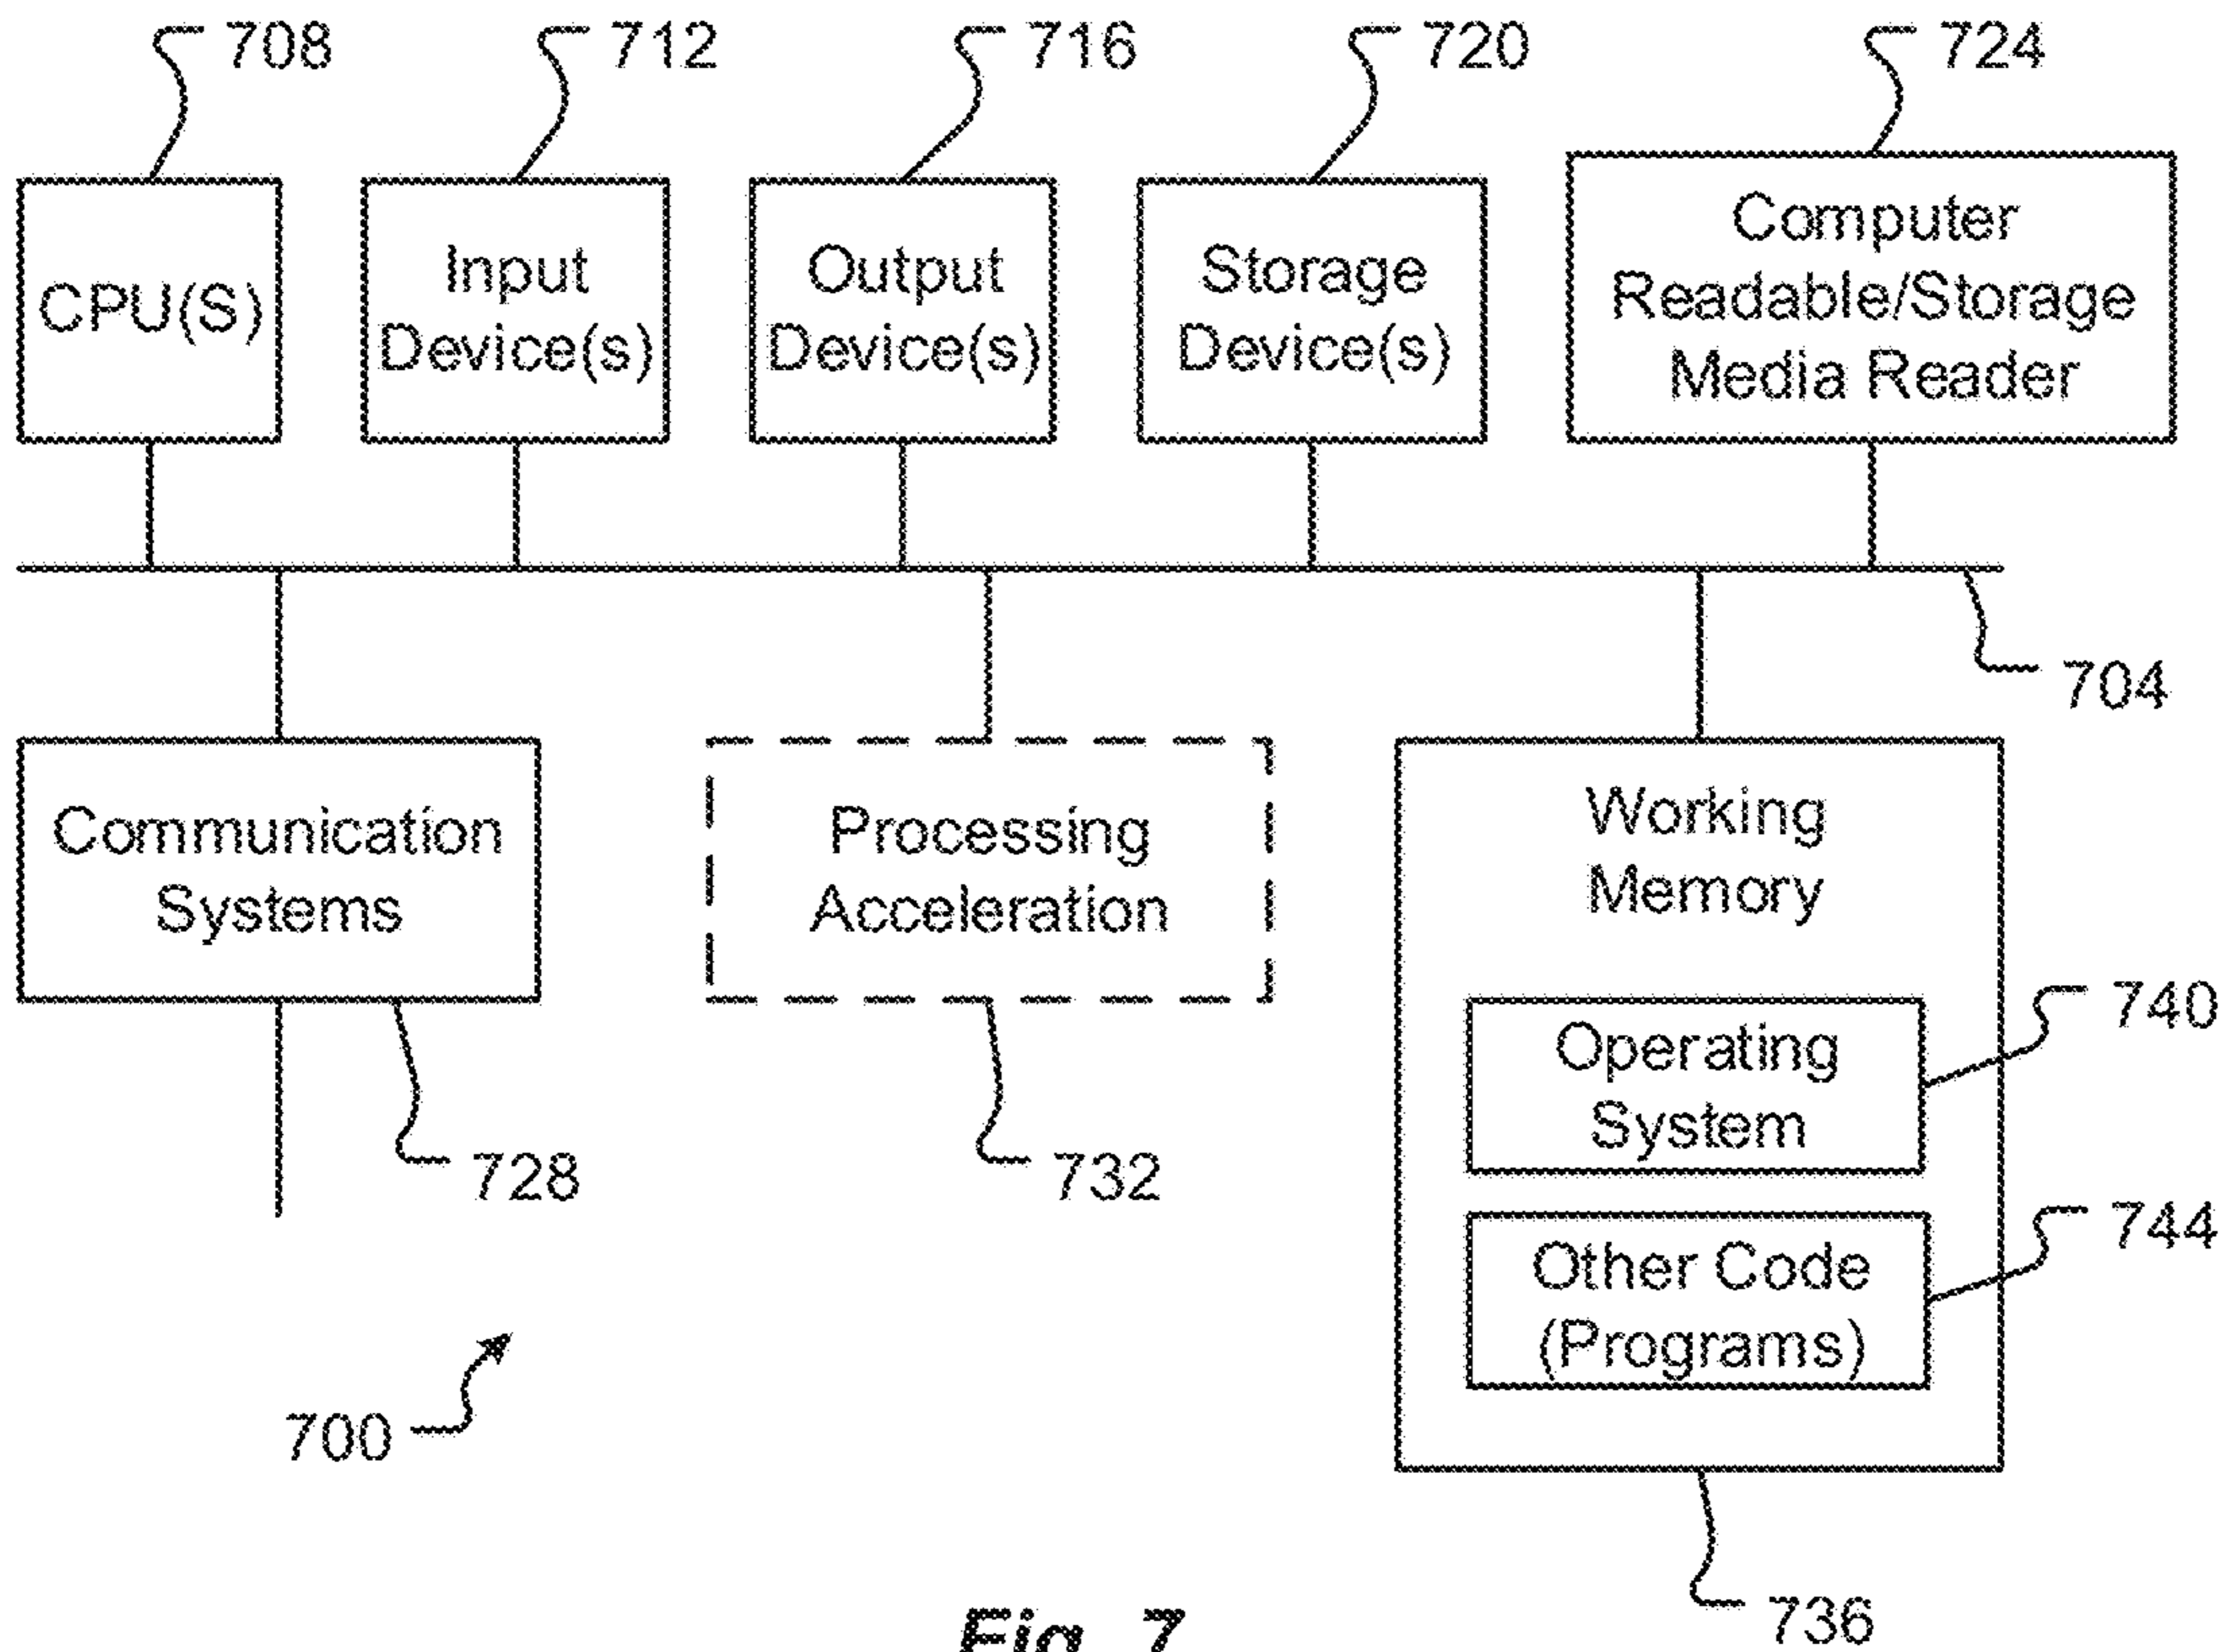 708
712
716
720
724
CPU(S)
Input
Device(s)
Output
Device(s)
Storage
Device(s)
Computer
Readable/Storage
Media Reader
704
Communication
Systems
728
Processing
Acceleration
732
Working
Memory
Operating
System
740
Other Code
(Programs)
744
736
700
Fig. 7